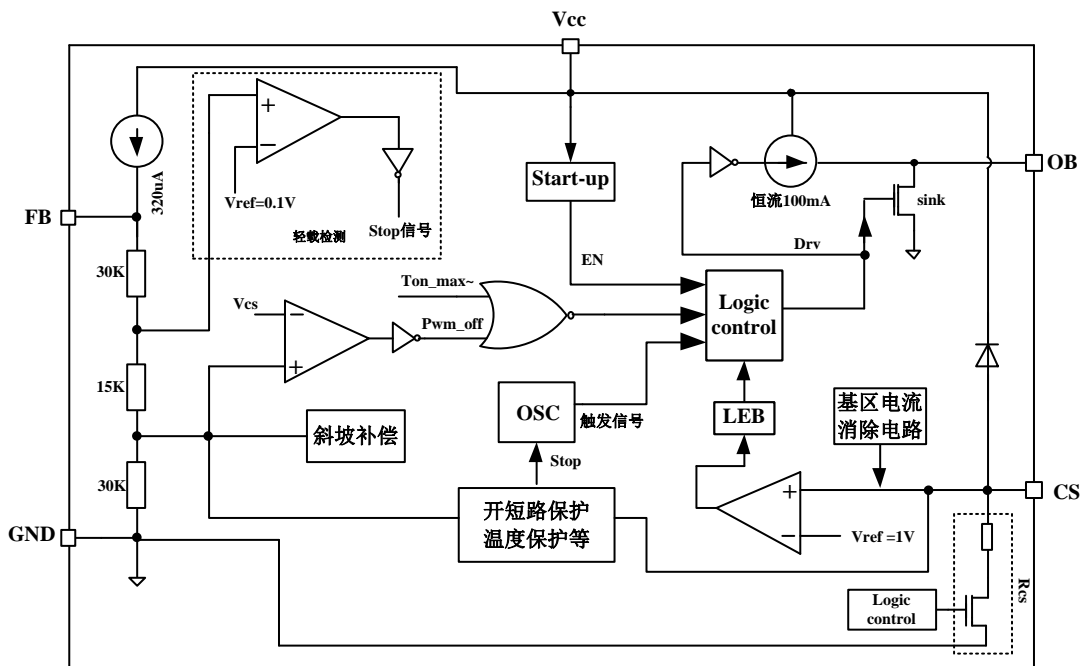 Vcc
320uA
Vref=0.1V
Stop信号
轻载检测
Start-up
恒流100mA
OB
sink
FB
Drv
EN
30K
Ton_max~
Vcs
Pwm_off
Logic
control
15K
OSC
触发信号
LEB
基区电流
消除电路
斜坡补偿
Stop
30K
开短路保护
温度保护等
CS
GND
Vref =1V
Logic
control
Rcs